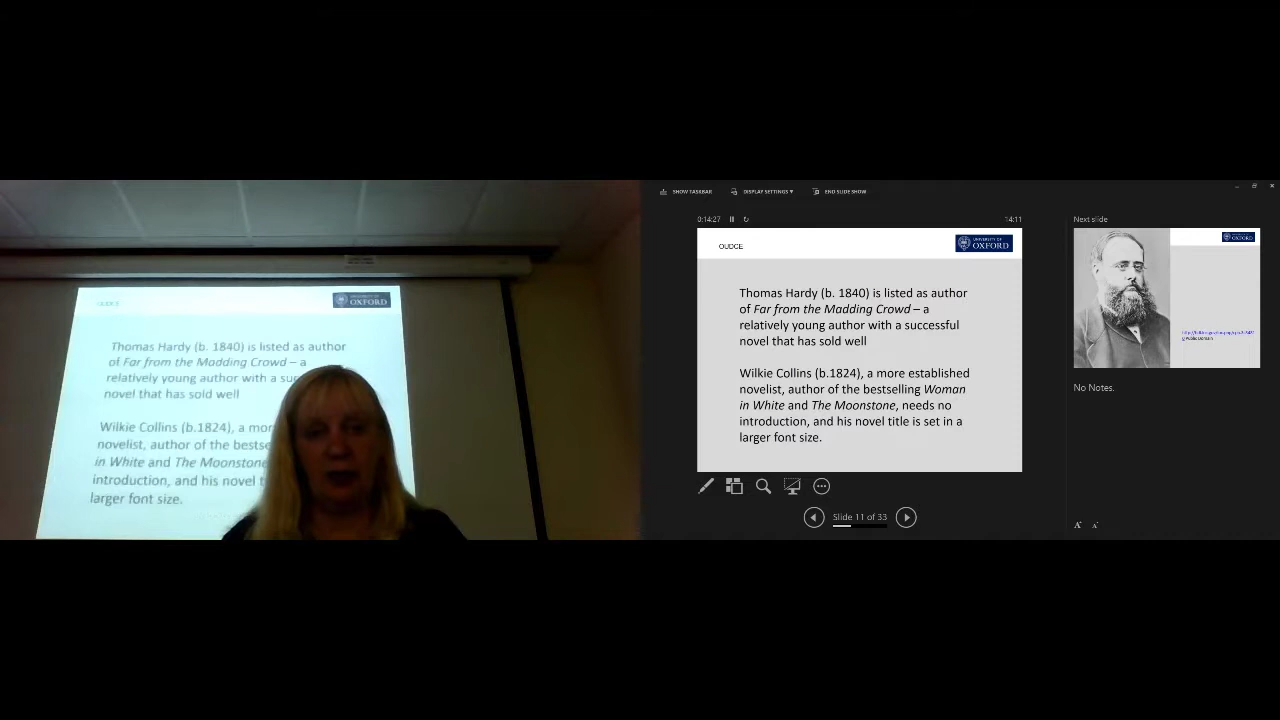 OUDCE
UNIVERSITY OF
OXFORD
Thomas Hardy (b. 1840) is listed as author
of Far from the Madding Crowd – a
relatively young author with a suc
novel that has sold well
Wilkie Collins (b.1824), a mor
novelist, author of the bestse
in White and The Moonstone
introduction, and his novel t
larger font size.
SHOW TASKBAR
DISPLAY SETTINGS ▾
END SLIDE SHOW
0:14:27
14:11
OUDCE
UNIVERSITY OF
OXFORD
Thomas Hardy (b. 1840) is listed as author
of Far from the Madding Crowd – a
relatively young author with a successful
novel that has sold well
Wilkie Collins (b.1824), a more established
novelist, author of the bestselling Woman
in White and The Moonstone, needs no
introduction, and his novel title is set in a
larger font size.
Slide 11 of 33
Next slide
OXFORD
Public Domain
No Notes.
A
A